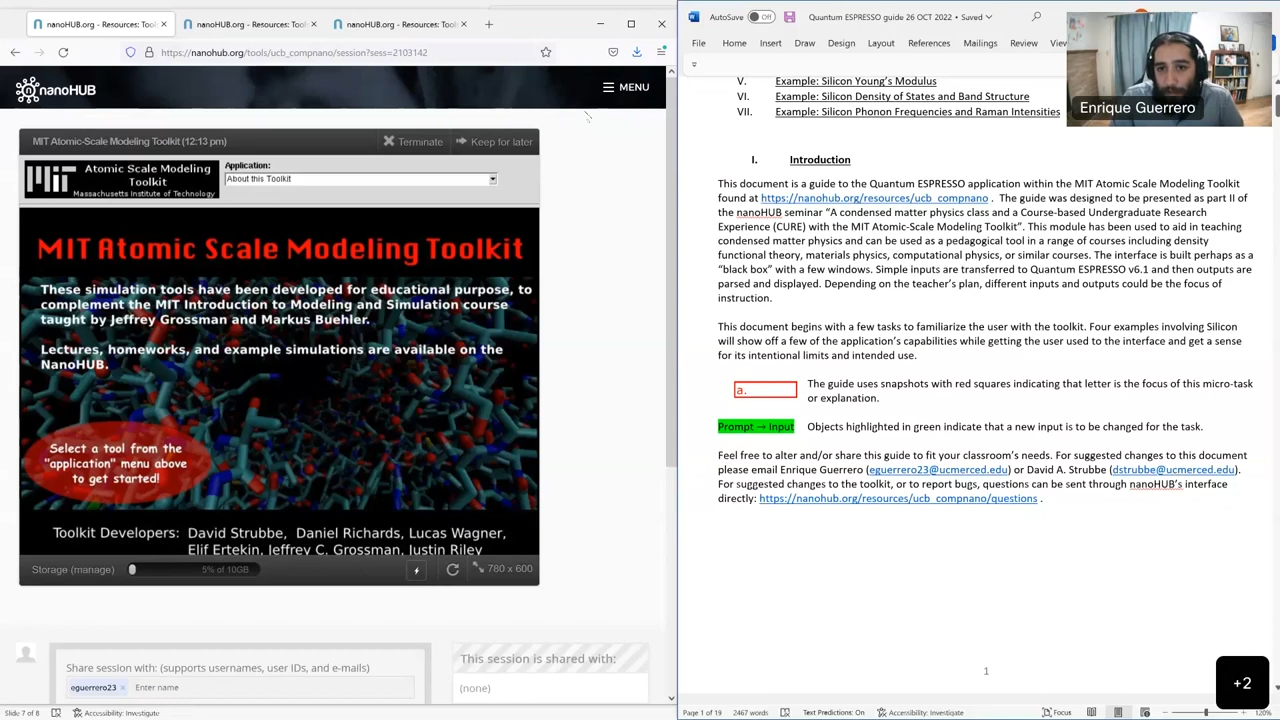 nanoHUB.org - Resources: Tool
nanoHUB.org - Resources: Tools
nanoHUB.org - Resources: Tools
https://nanohub.org/tools/ucb_compnano/session?sess=2103142
nanoHUB
MENU
MIT Atomic-Scale Modeling Toolkit (12:13 pm)
Terminate
Keep for later
MIT
Atomic Scale Modeling
Toolkit
Massachusetts Institute of Technology
Application:
About this Toolkit
MIT Atomic Scale Modeling Toolkit
These simulation tools have been developed for educational purpose, to
complement the MIT Introduction to Modeling and Simulation course
taught by Jeffrey Grossman and Markus Buehler.
Lectures, homeworks, and example simulations are available on the
NanoHUB.
Select a tool from the
"application" menu above
to get started!
Toolkit Developers: David Strubbe, Daniel Richards, Lucas Wagner,
Elif Ertekin, Jeffrey C. Grossman, Justin Riley
Storage (manage)
5% of 10GB
780 x 600
Share session with: (supports usernames, user IDs, and e-mails)
eguerrero23 ×
Enter name
This session is shared with:
(none)
Slide 7 of 8
Accessibility: Investigate
AutoSave
Off
Quantum ESPRESSO guide 26 OCT 2022 • Saved
File
Home
Insert
Draw
Design
Layout
References
Mailings
Review
Enrique Guerrero
V. Example: Silicon Young's Modulus
VI. Example: Silicon Density of States and Band Structure
VII. Example: Silicon Phonon Frequencies and Raman Intensities
I. Introduction
This document is a guide to the Quantum ESPRESSO application within the MIT Atomic Scale Modeling Toolkit
found at https://nanohub.org/resources/ucb_compnano . The guide was designed to be presented as part II of
the nanoHUB seminar “A condensed matter physics class and a Course-based Undergraduate Research
Experience (CURE) with the MIT Atomic-Scale Modeling Toolkit”. This module has been used to aid in teaching
condensed matter physics and can be used as a pedagogical tool in a range of courses including density
functional theory, materials physics, computational physics, or similar courses. The interface is built perhaps as a
“black box” with a few windows. Simple inputs are transferred to Quantum ESPRESSO v6.1 and then outputs are
parsed and displayed. Depending on the teacher's plan, different inputs and outputs could be the focus of
instruction.
This document begins with a few tasks to familiarize the user with the toolkit. Four examples involving Silicon
will show off a few of the application's capabilities while getting the user used to the interface and get a sense
for its intentional limits and intended use.
a.
The guide uses snapshots with red squares indicating that letter is the focus of this micro-task
or explanation.
Prompt → Input
Objects highlighted in green indicate that a new input is to be changed for the task.
Feel free to alter and/or share this guide to fit your classroom's needs. For suggested changes to this document
please email Enrique Guerrero (eguerrero23@ucmerced.edu) or David A. Strubbe (dstrubbe@ucmerced.edu).
For suggested changes to the toolkit, or to report bugs, questions can be sent through nanoHUB's interface
directly: https://nanohub.org/resources/ucb_compnano/questions .
1
+2
Page 1 of 19
2467 words
Text Predictions: On
Accessibility: Investigate
Focus
120%